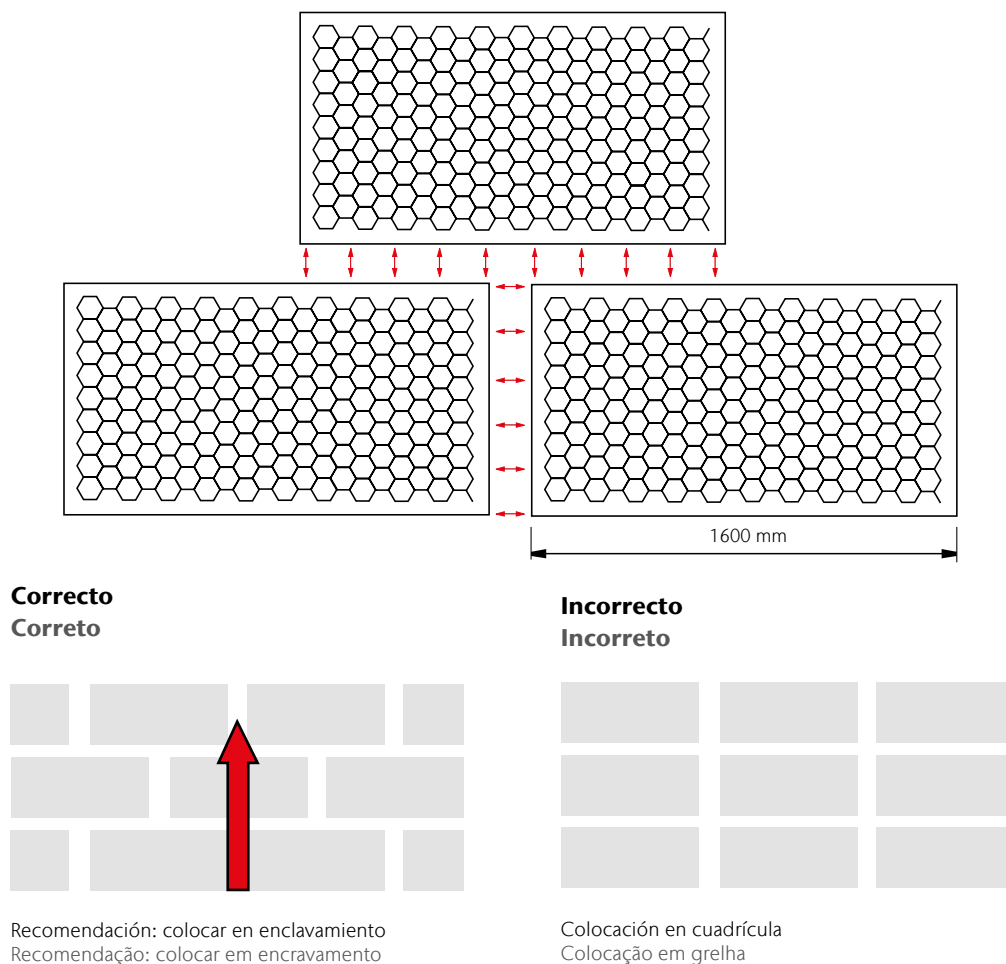 1600 mm
Correcto
Correto
Recomendación: colocar en enclavamiento
Recomendação: colocar em encravamento
Incorrecto
Incorreto
Colocación en cuadrícula
Colocação em grelha